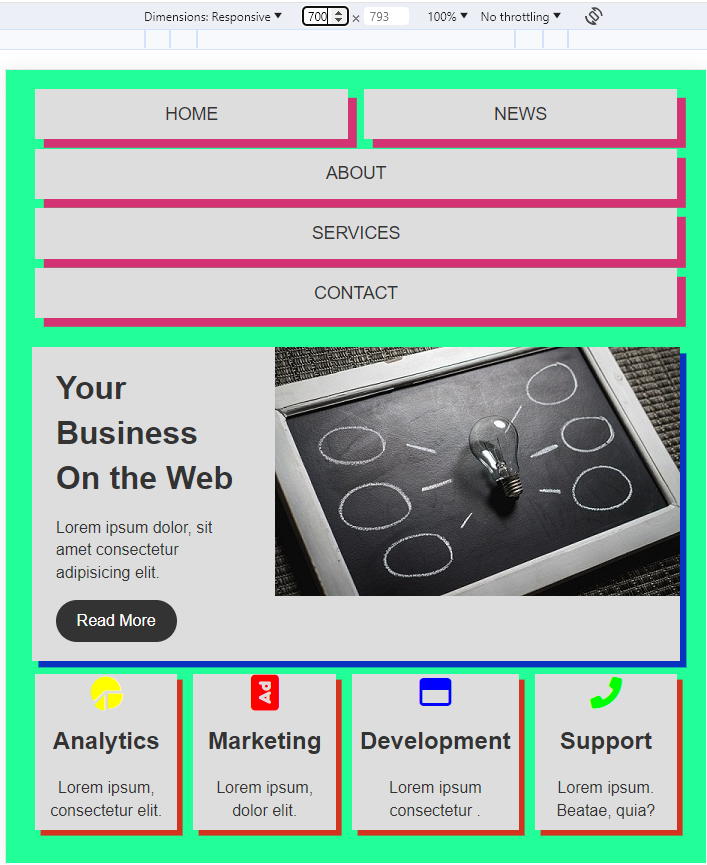 Dimensions: Responsive 700 × 793 100% No throttling
HOME NEWS
ABOUT
SERVICES
CONTACT
Your
Business
On the Web
Lorem ipsum dolor, sit
amet consectetur
adipisicing elit.
Read More
Ad
Analytics Marketing Development Support
Lorem ipsum,
consectetur elit.
Lorem ipsum,
dolor elit.
Lorem ipsum
consectetur .
Lorem ipsum.
Beatae, quia?